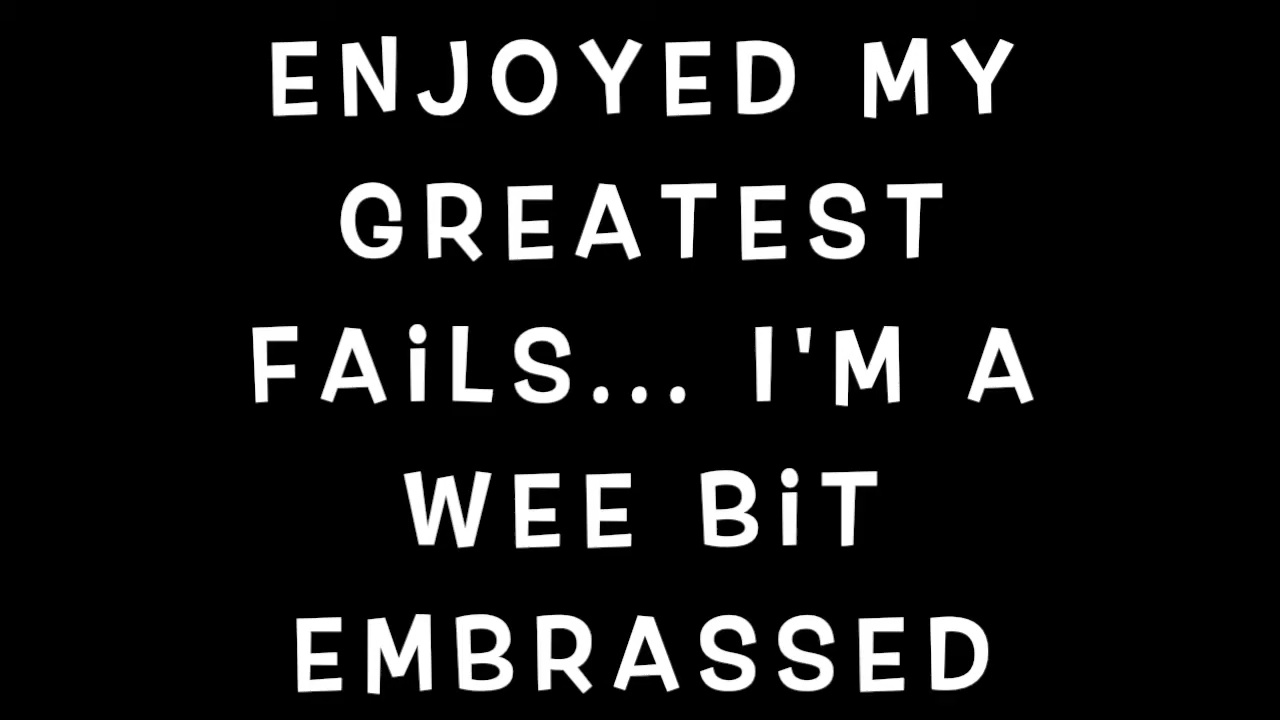 ENJOYED MY
GREATEST
FAiLS... I'M A
WEE BiT
EMBRASSED